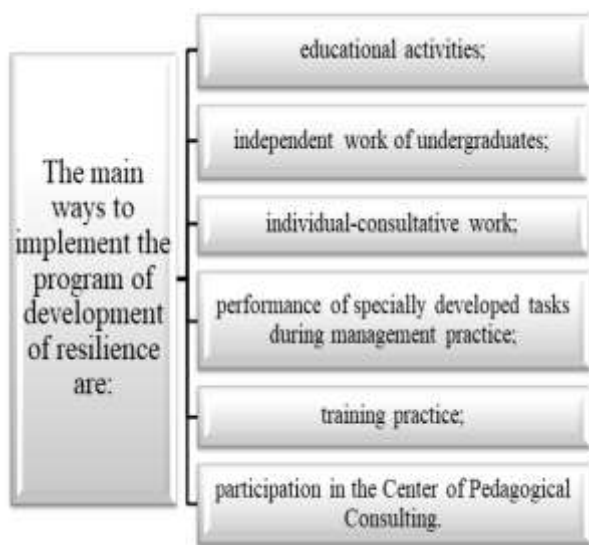 The main
ways to
implement the
program of
development
of resilience
are:
educational activities;
independent work of undergraduates;
individual-consultative work;
performance of specially developed tasks
during management practice;
training practice;
participation in the Center of Pedagogical
Consulting.